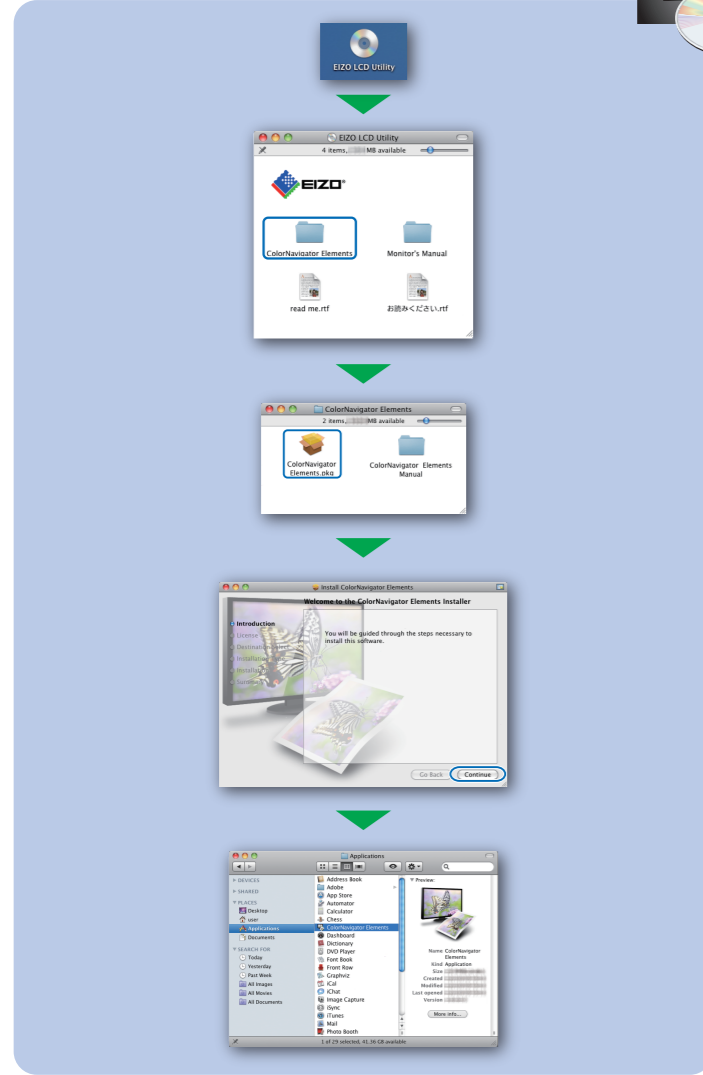 EIZO LCD Utility
EIZO LCD Utility
4 items, MB available
EIZO®
ColorNavigator Elements
Monitor's Manual
read me.rtf
お読みください.rtf
ColorNavigator Elements
2 items, MB available
ColorNavigator
Elements.pkg
ColorNavigator Elements
Manual
Install ColorNavigator Elements
Welcome to the ColorNavigator Elements Installer
Introduction
License
Destination Select
Installation Type
Installation
Summary
You will be guided through the steps necessary to
install this software.
Go Back
Continue
Applications
DEVICES
SHARED
PLACES
Desktop
user
Applications
Documents
SEARCH FOR
Today
Yesterday
Past Week
All Images
All Movies
All Documents
Address Book
Adobe
App Store
Automator
Calculator
Chess
ColorNavigator Elements
Dashboard
Dictionary
DVD Player
Font Book
Front Row
Graphviz
iCal
iChat
Image Capture
iSync
iTunes
Mail
Photo Booth
Preview:
Name ColorNavigator
Elements
Kind Application
Size
Created
Modified
Last opened
Version
More info...
1 of 29 selected, 41.36 GB available